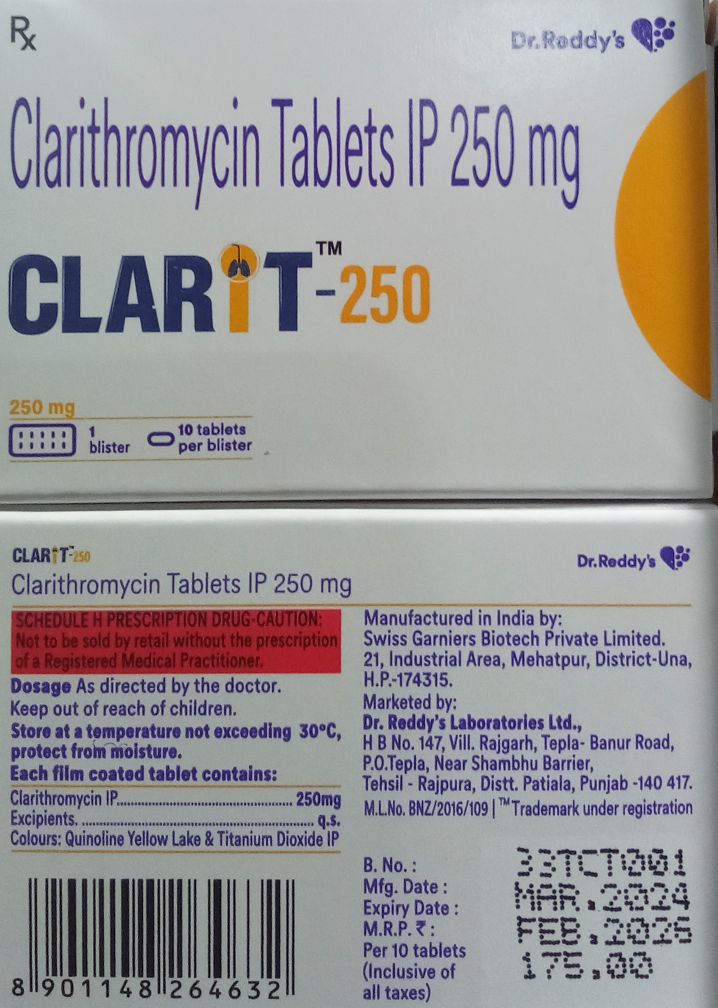 Rx
Dr.Reddy's
Clarithromycin Tablets IP 250 mg
CLARIT™-250
250 mg
1 blister
10 tablets per blister
CLARIT™-250
Dr.Reddy's
Clarithromycin Tablets IP 250 mg
SCHEDULE H PRESCRIPTION DRUG-CAUTION:
Not to be sold by retail without the prescription
of a Registered Medical Practitioner.
Dosage As directed by the doctor.
Keep out of reach of children.
Store at a temperature not exceeding 30°C,
protect from moisture.
Each film coated tablet contains:
Clarithromycin IP............................................ 250mg
Excipients. .......................................................... q.s.
Colours: Quinoline Yellow Lake & Titanium Dioxide IP
8 901148 264632
Manufactured in India by:
Swiss Garniers Biotech Private Limited.
21, Industrial Area, Mehatpur, District-Una,
H.P.-174315.
Marketed by:
Dr. Reddy's Laboratories Ltd.,
H B No. 147, Vill. Rajgarh, Tepla- Banur Road,
P.O.Tepla, Near Shambhu Barrier,
Tehsil - Rajpura, Distt. Patiala, Punjab -140 417.
M.L.No. BNZ/2016/109 | ™Trademark under registration
B. No. : 33TCT001
Mfg. Date : MAR.2024
Expiry Date : FEB.2026
M.R.P. ₹ : 175.00
Per 10 tablets
(Inclusive of
all taxes)